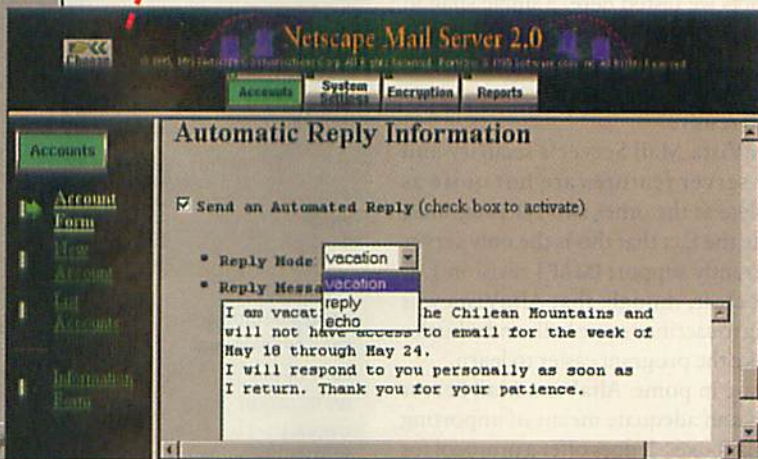 Netscape Mail Server 2.0
Choose
Accounts
System Settings
Encryption
Reports
Accounts
Account Form
New Account
List Accounts
Information Form
Automatic Reply Information
Send an Automated Reply (check box to activate)
Reply Mode: vacation
Reply Messa
vacation
reply
echo
I am vacati he Chilean Mountains and
will not have access to email for the week of
May 18 through May 24.
I will respond to you personally as soon as
I return. Thank you for your patience.